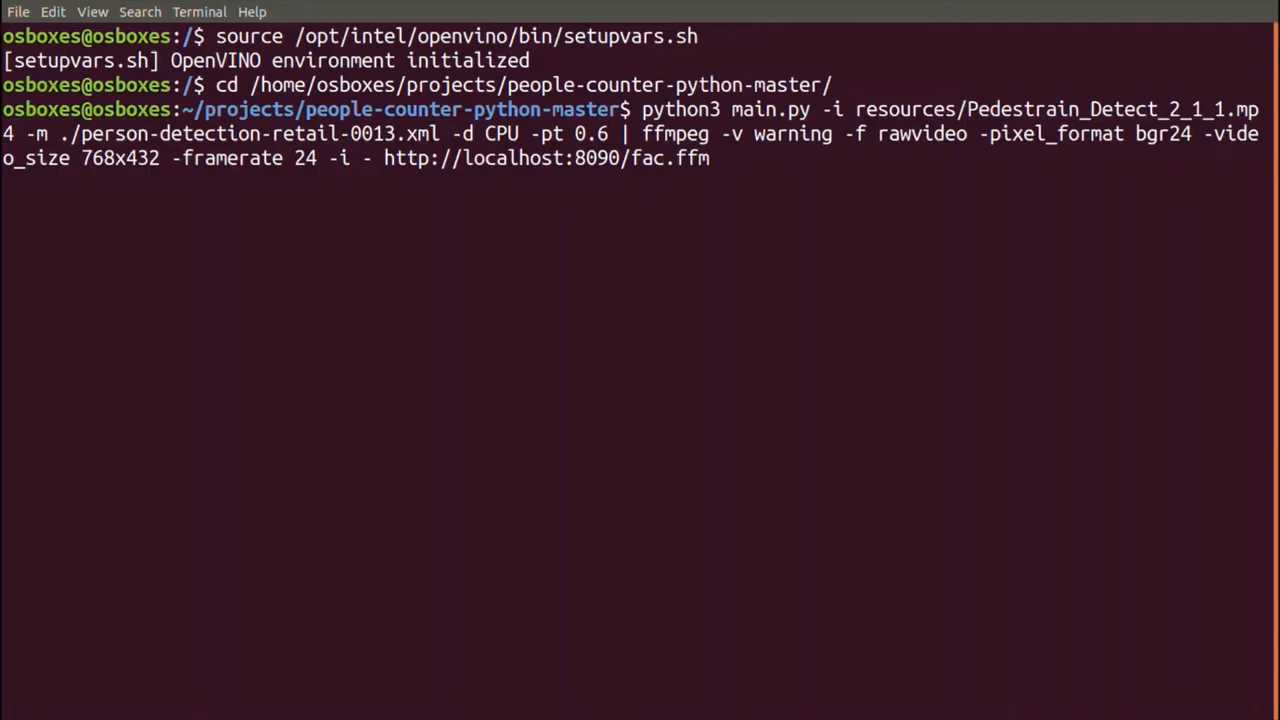 File Edit View Search Terminal Help
osboxes@osboxes:/$ source /opt/intel/openvino/bin/setupvars.sh
[setupvars.sh] OpenVINO environment initialized
osboxes@osboxes:/$ cd /home/osboxes/projects/people-counter-python-master/
osboxes@osboxes:~/projects/people-counter-python-master$ python3 main.py -i resources/Pedestrain_Detect_2_1_1.mp
4 -m ./person-detection-retail-0013.xml -d CPU -pt 0.6 | ffmpeg -v warning -f rawvideo -pixel_format bgr24 -vide
o_size 768x432 -framerate 24 -i - http://localhost:8090/fac.ffm